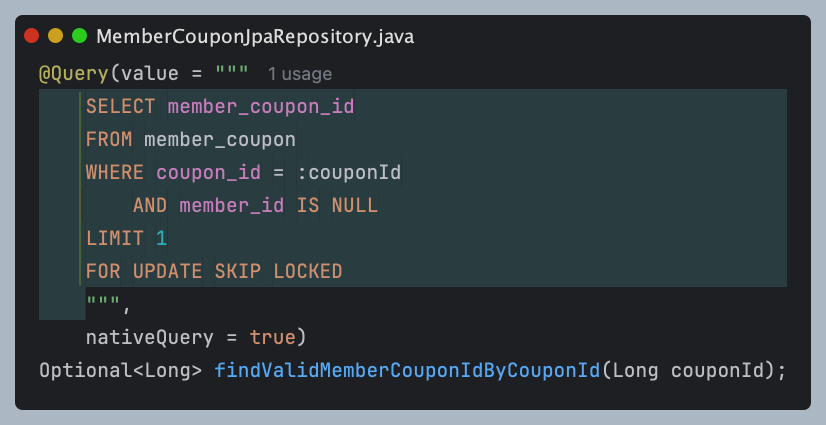 MemberCouponJpaRepository.java
@Query(value = """ 1 usage
SELECT member_coupon_id
FROM member_coupon
WHERE coupon_id = :couponId
AND member_id IS NULL
LIMIT 1
FOR UPDATE SKIP LOCKED
""",
nativeQuery = true)
Optional<Long> findValidMemberCouponIdByCouponId(Long couponId);